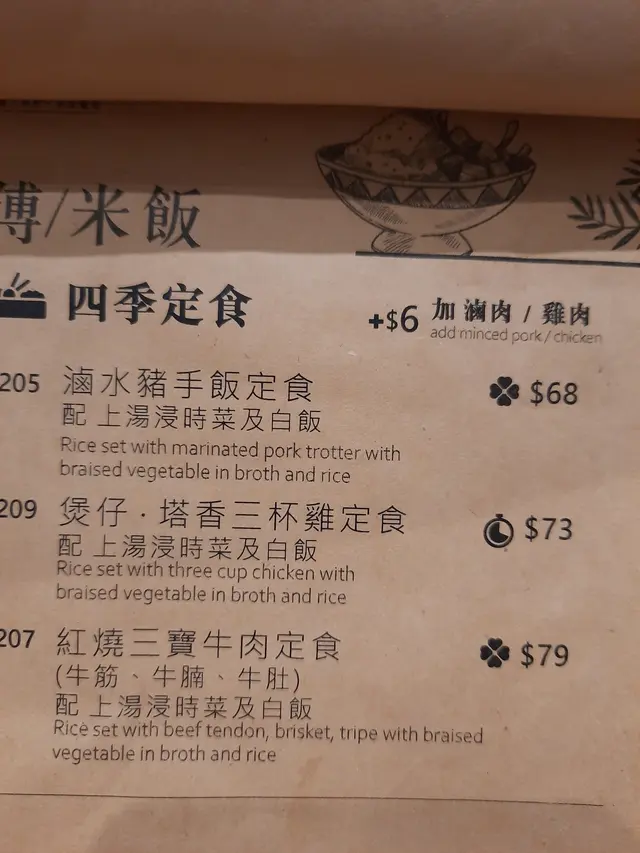 /米飯
四季定食
+$6 加 滷肉 / 雞肉
add minced pork / chicken
205 滷水豬手飯定食 $68
配 上湯浸時菜及白飯
Rice set with marinated pork trotter with
braised vegetable in broth and rice
209 煲仔 · 塔香三杯雞定食 $73
配 上湯浸時菜及白飯
Rice set with three cup chicken with
braised vegetable in broth and rice
207 紅燒三寶牛肉定食 $79
(牛筋、牛腩、牛肚)
配 上湯浸時菜及白飯
Rice set with beef tendon, brisket, tripe with braised
vegetable in broth and rice